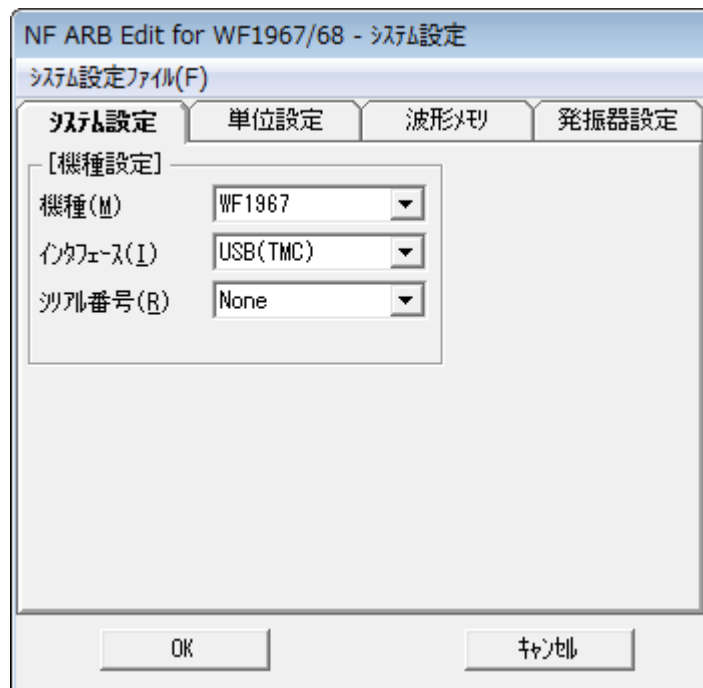 NF ARB Edit for WF1967/68 - ｼｽﾃﾑ設定
ｼｽﾃﾑ設定ﾌｧｲﾙ(F)
ｼｽﾃﾑ設定 単位設定 波形ﾒﾓﾘ 発振器設定
[機種設定]
機種(M) WF1967
ｲﾝﾀﾌｪｰｽ(I) USB(TMC)
ｼﾘｱﾙ番号(R) None
OK ｷｬﾝｾﾙ